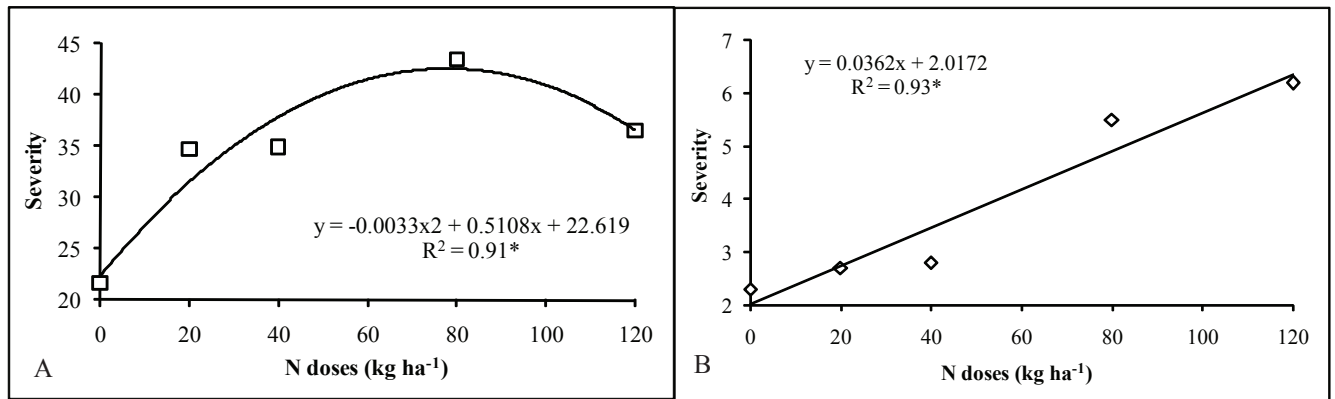 45
40
35
30
25
20
Severity
y = -0.0033x2 + 0.5108x + 22.619
R² = 0.91*
0 20 40 60 80 100 120
N doses (kg ha⁻¹)
A
7
6
5
4
3
2
Severity
y = 0.0362x + 2.0172
R² = 0.93*
0 20 40 60 80 100 120
N doses (kg ha⁻¹)
B